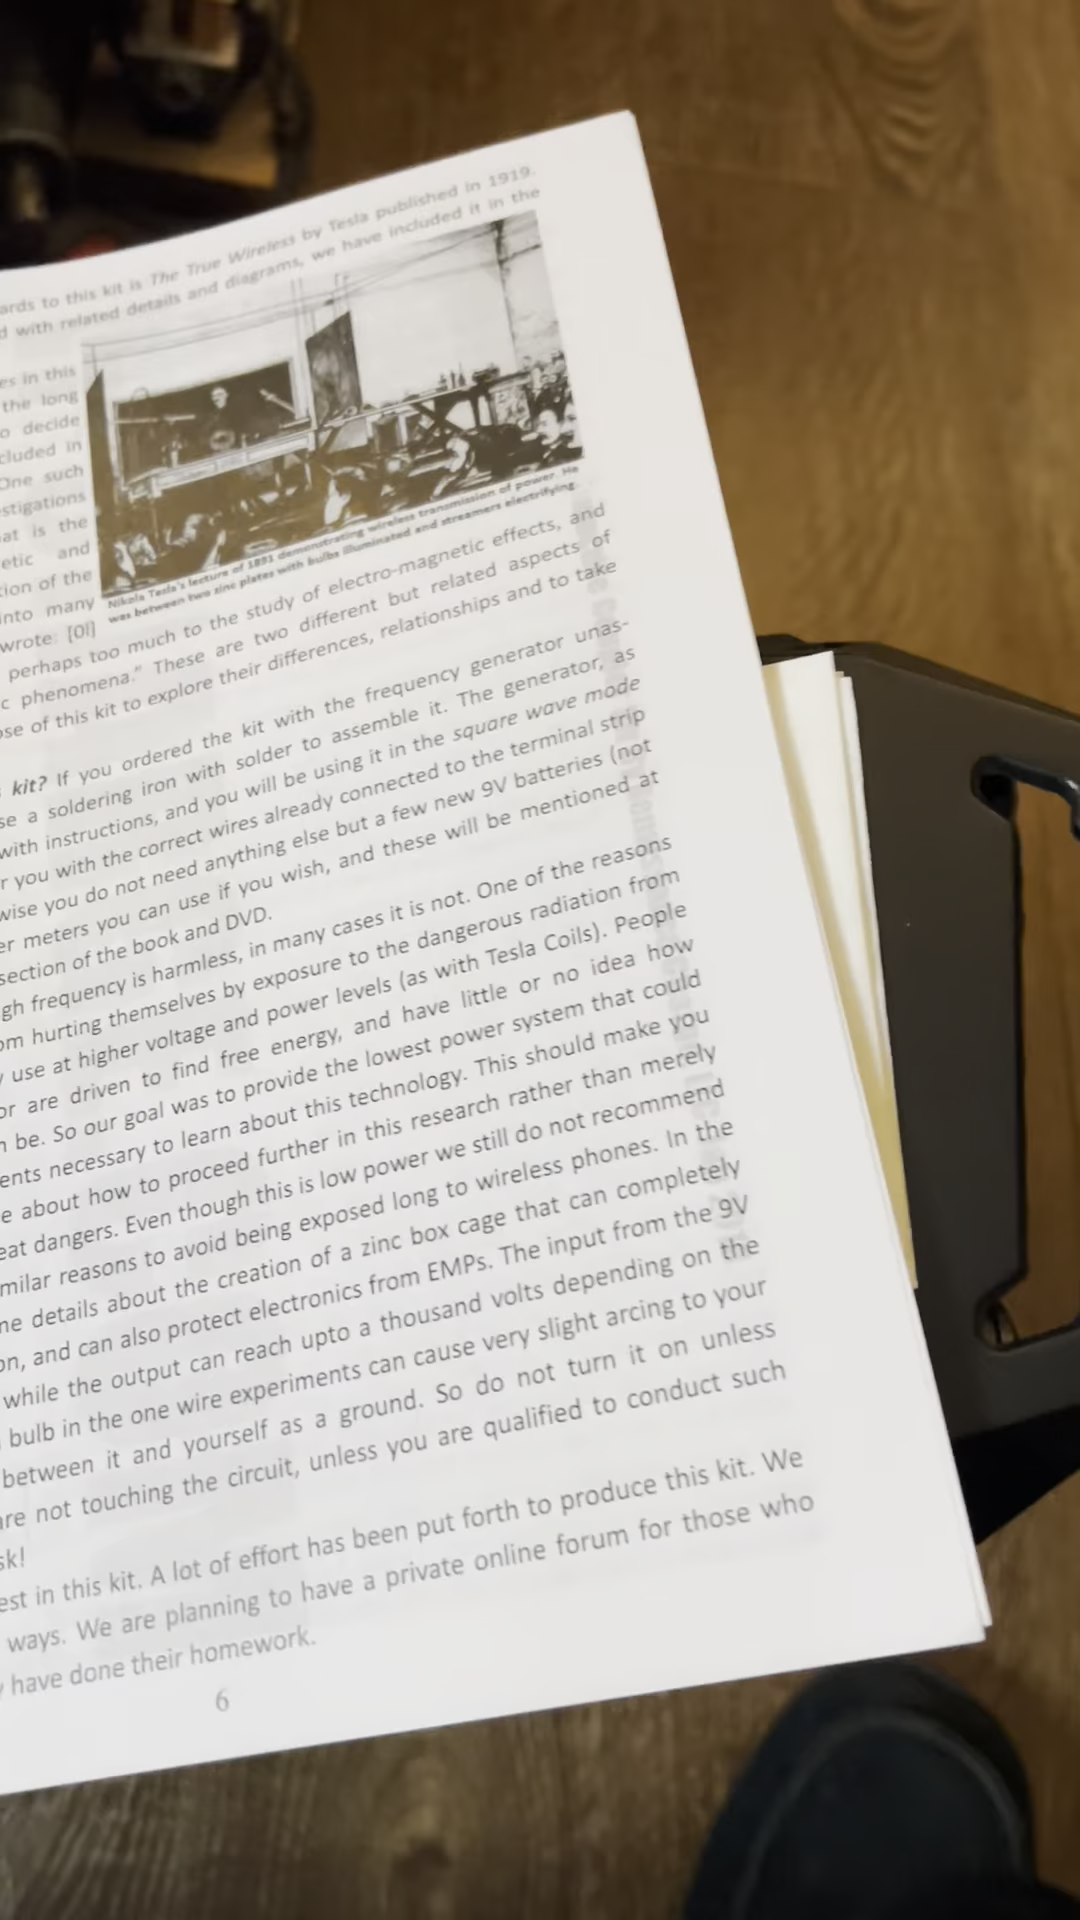 ards to this kit is The True Wireless by Tesla published in 1919.
d with related details and diagrams, we have included it in the
es in this
the long
o decide
cluded in
One such
estigations
at is the
etic and
tion of the
into many
wrote: [OI]
Nikola Tesla's lecture of 1891 demonstrating wireless transmission of power. He
was between two zinc plates with bulbs illuminated and streamers electrifying.
perhaps too much to the study of electro-magnetic effects, and
c phenomena." These are two different but related aspects of
ose of this kit to explore their differences, relationships and to take
kit? If you ordered the kit with the frequency generator unas-
se a soldering iron with solder to assemble it. The generator, as
with instructions, and you will be using it in the square wave mode
r you with the correct wires already connected to the terminal strip
wise you do not need anything else but a few new 9V batteries (not
er meters you can use if you wish, and these will be mentioned at
section of the book and DVD.
gh frequency is harmless, in many cases it is not. One of the reasons
om hurting themselves by exposure to the dangerous radiation from
y use at higher voltage and power levels (as with Tesla Coils). People
or are driven to find free energy, and have little or no idea how
n be. So our goal was to provide the lowest power system that could
ents necessary to learn about this technology. This should make you
e about how to proceed further in this research rather than merely
eat dangers. Even though this is low power we still do not recommend
milar reasons to avoid being exposed long to wireless phones. In the
ne details about the creation of a zinc box cage that can completely
on, and can also protect electronics from EMPs. The input from the 9V
while the output can reach upto a thousand volts depending on the
bulb in the one wire experiments can cause very slight arcing to your
between it and yourself as a ground. So do not turn it on unless
are not touching the circuit, unless you are qualified to conduct such
sk!
est in this kit. A lot of effort has been put forth to produce this kit. We
ways. We are planning to have a private online forum for those who
y have done their homework.
6